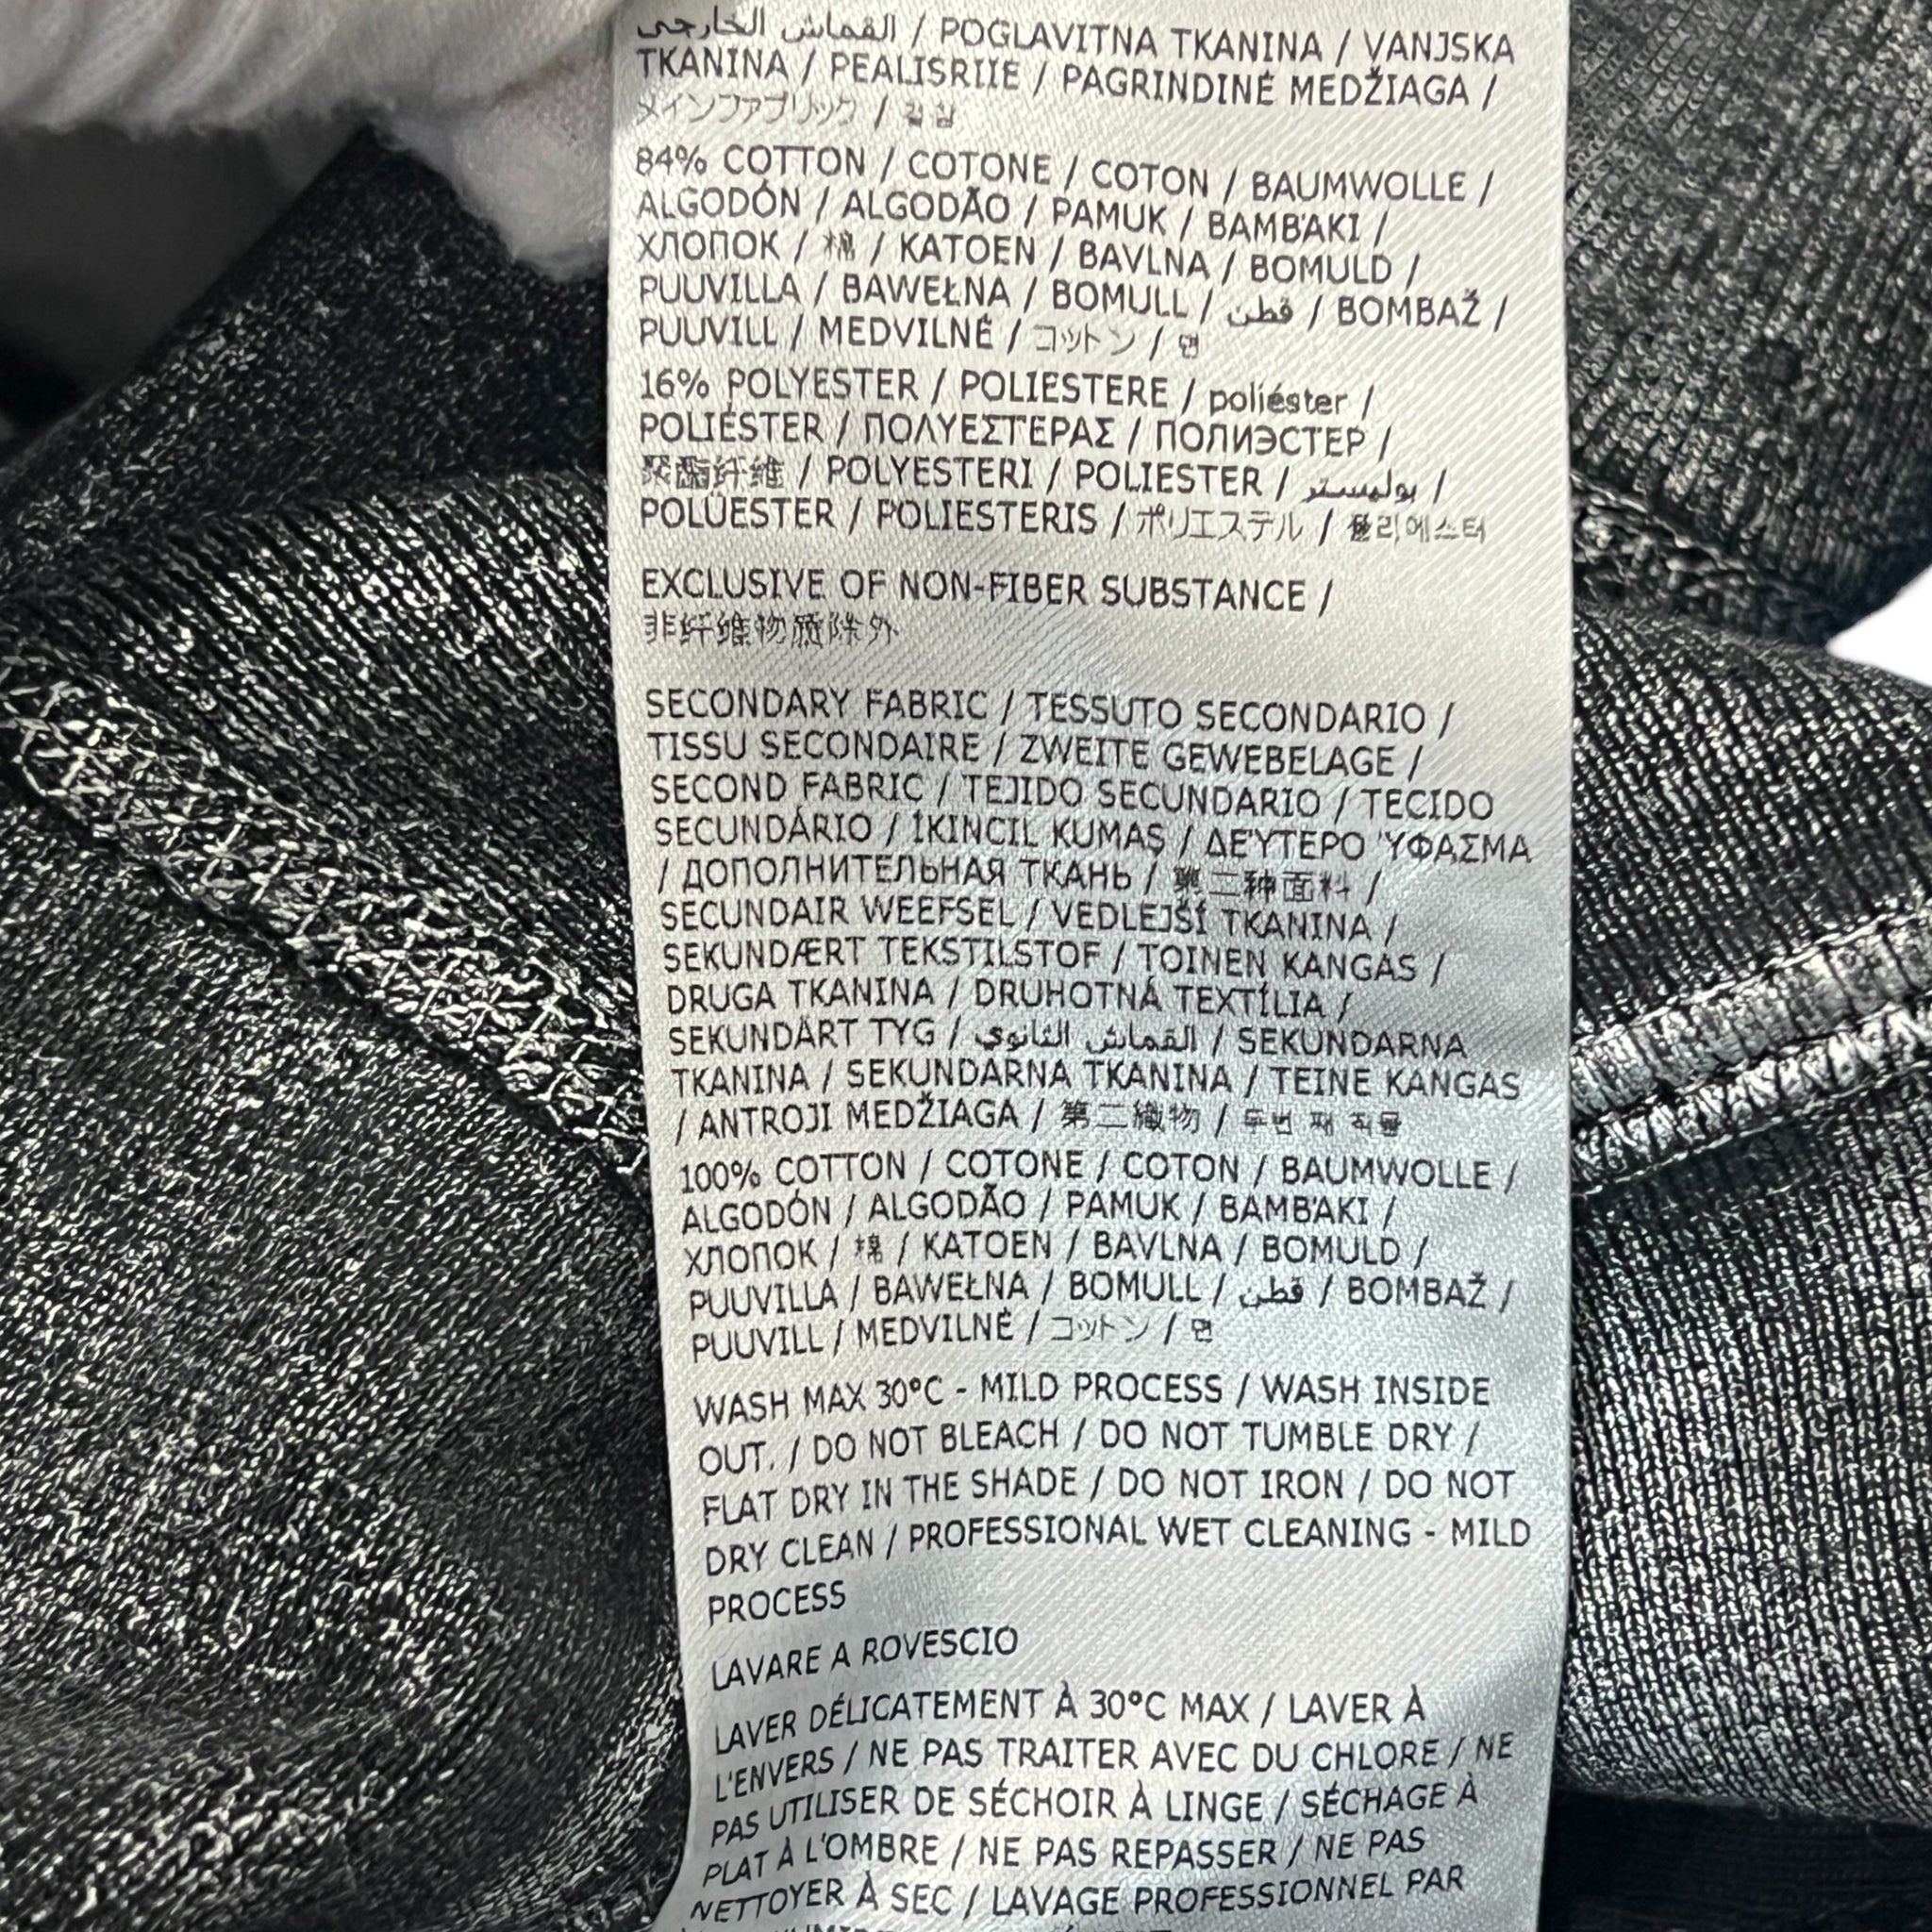 القماش الخارجي / POGLAVITNA TKANINA / VANJSKA
TKANINA / PEALISRIIE / PAGRINDINĖ MEDŽIAGA /
メインファブリック / 겉감
84% COTTON / COTONE / COTON / BAUMWOLLE /
ALGODÓN / ALGODÃO / PAMUK / ΒΑΜΒΆΚΙ /
ХЛОПОК / 棉 / KATOEN / BAVLNA / BOMULD /
PUUVILLA / BAWEŁNA / BOMULL / قطن / BOMBAŽ /
PUUVILL / MEDVILNĖ / コットン / 면
16% POLYESTER / POLIESTERE / poliéster /
POLIÉSTER / ΠΟΛΥΕΣΤΕΡΑΣ / ПОЛИЭСТЕР /
聚酯纤维 / POLYESTERI / POLIESTER / بوليستر /
POLÜESTER / POLIESTERIS / ポリエステル / 폴리에스터
EXCLUSIVE OF NON-FIBER SUBSTANCE /
非纤维物质除外
SECONDARY FABRIC / TESSUTO SECONDARIO /
TISSU SECONDAIRE / ZWEITE GEWEBELAGE /
SECOND FABRIC / TEJIDO SECUNDARIO / TECIDO
SECUNDÁRIO / İKINCIL KUMAŞ / ΔΕΎΤΕΡΟ ΎΦΑΣΜΑ
/ ДОПОЛНИТЕЛЬНАЯ ТКАНЬ / 第二种面料 /
SECUNDAIR WEEFSEL / VEDLEJŠÍ TKANINA /
SEKUNDÆRT TEKSTILSTOF / TOINEN KANGAS /
DRUGA TKANINA / DRUHOTNÁ TEXTÍLIA /
SEKUNDÄRT TYG / القماش الثانوي / SEKUNDARNA
TKANINA / SEKUNDARNA TKANINA / TEINE KANGAS
/ ANTROJI MEDŽIAGA / 第二織物 / 두번 째 직물
100% COTTON / COTONE / COTON / BAUMWOLLE /
ALGODÓN / ALGODÃO / PAMUK / ΒΑΜΒΆΚΙ /
ХЛОПОК / 棉 / KATOEN / BAVLNA / BOMULD /
PUUVILLA / BAWEŁNA / BOMULL / قطن / BOMBAŽ /
PUUVILL / MEDVILNĖ / コットン / 면
WASH MAX 30°C - MILD PROCESS / WASH INSIDE
OUT. / DO NOT BLEACH / DO NOT TUMBLE DRY /
FLAT DRY IN THE SHADE / DO NOT IRON / DO NOT
DRY CLEAN / PROFESSIONAL WET CLEANING - MILD
PROCESS
LAVARE A ROVESCIO
LAVER DÉLICATEMENT À 30°C MAX / LAVER À
L'ENVERS / NE PAS TRAITER AVEC DU CHLORE / NE
PAS UTILISER DE SÉCHOIR À LINGE / SÉCHAGE À
PLAT À L'OMBRE / NE PAS REPASSER / NE PAS
NETTOYER À SEC / LAVAGE PROFESSIONNEL PAR